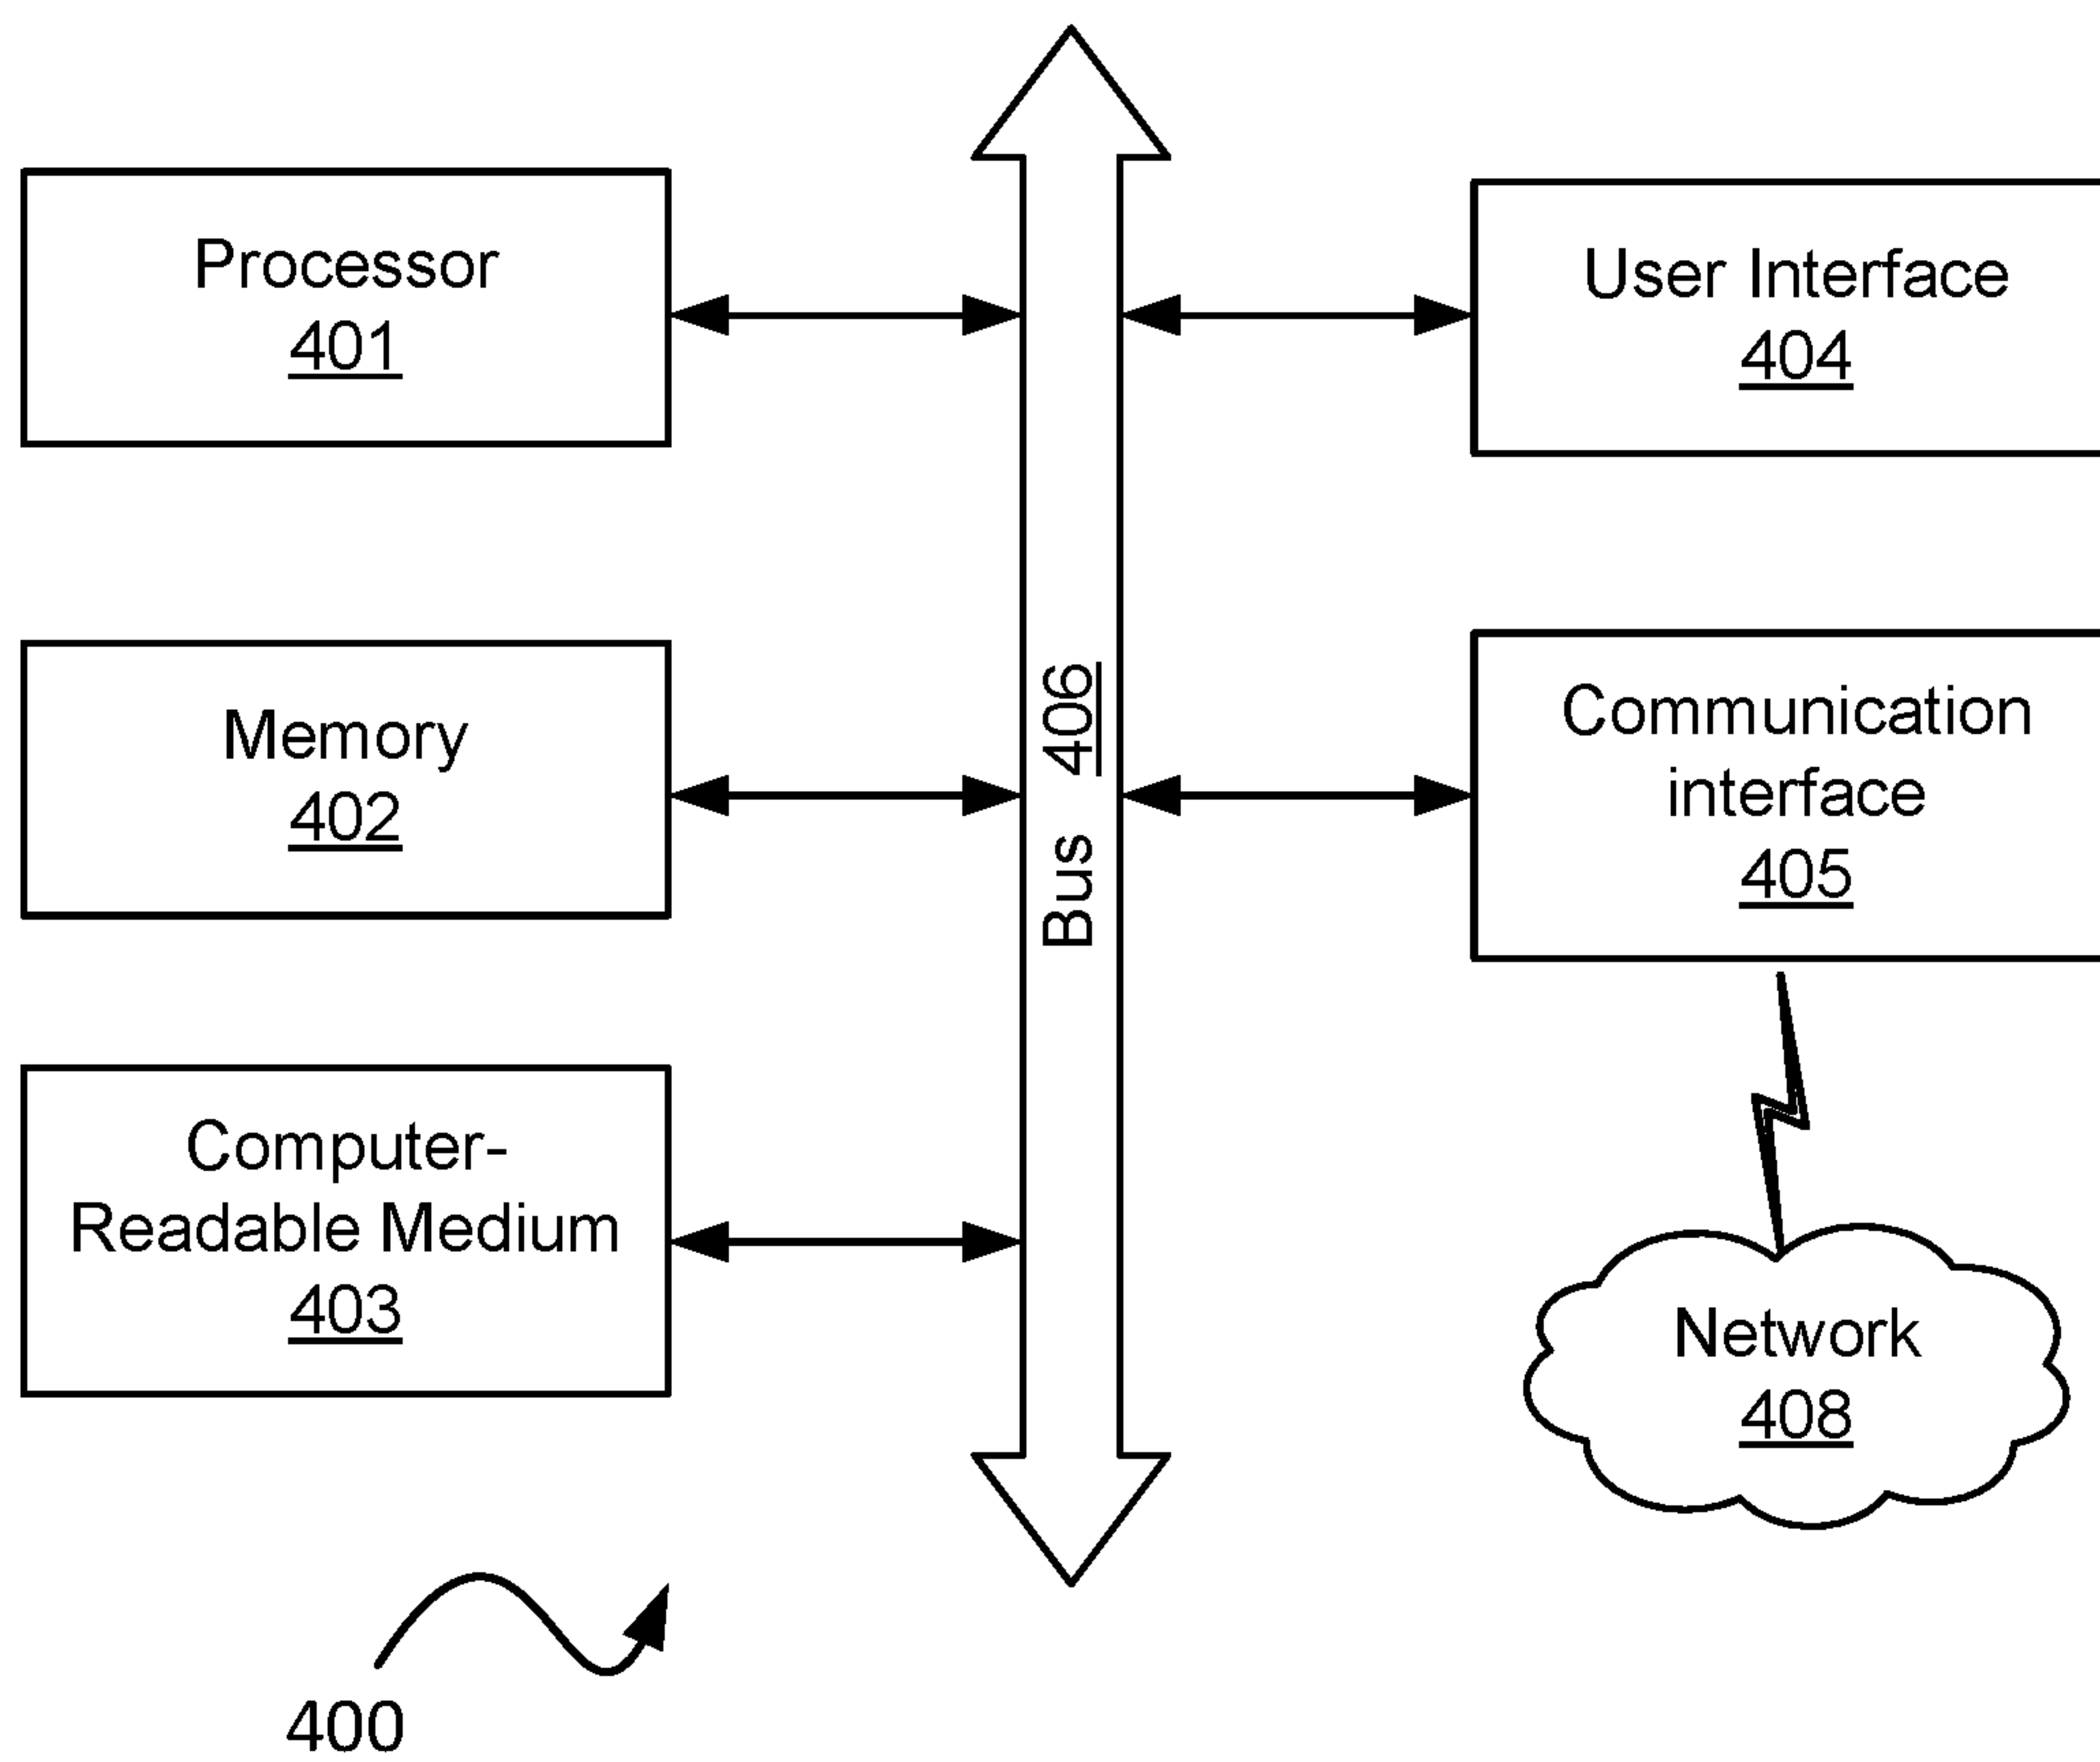 Processor
401
Memory
402
Computer-
Readable Medium
403
Bus 406
User Interface
404
Communication
interface
405
Network
408
400